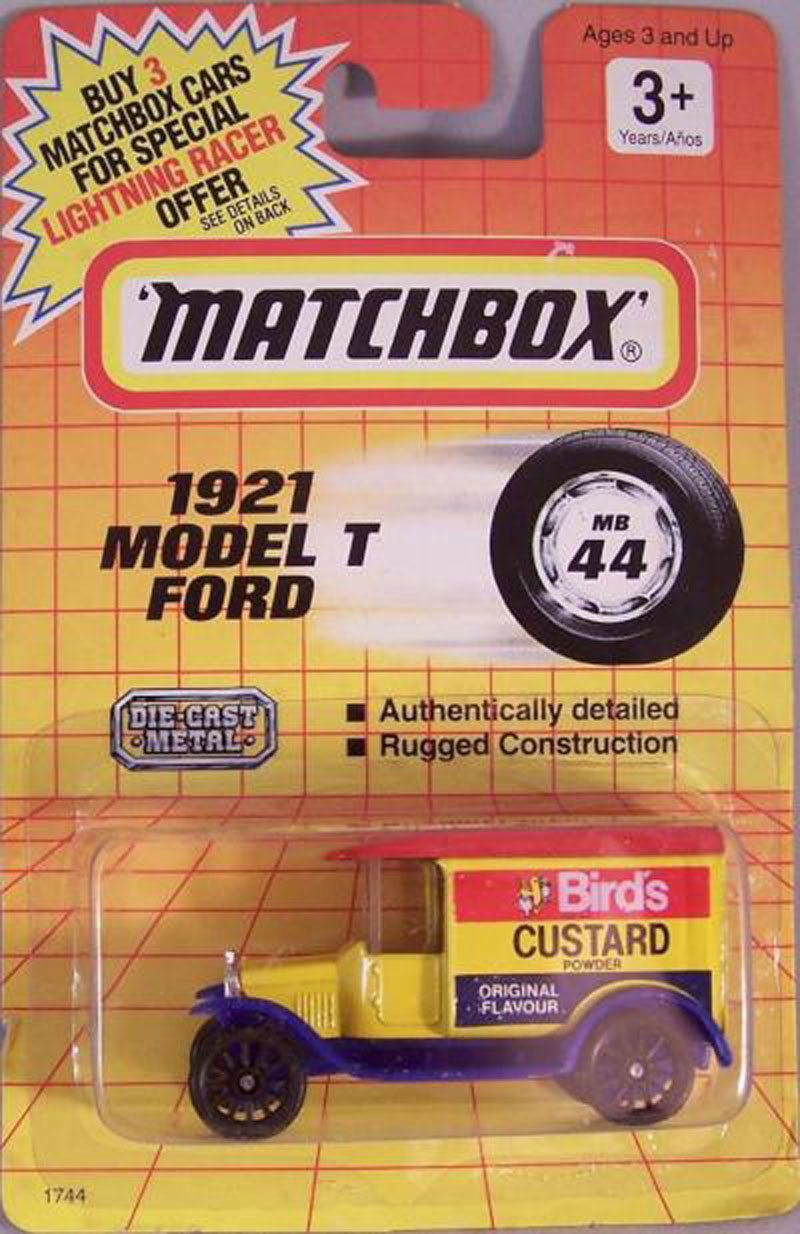 Ages 3 and Up
3+
Years/Años
BUY 3
MATCHBOX CARS
FOR SPECIAL
LIGHTNING RACER
OFFER
SEE DETAILS
ON BACK
'MATCHBOX'®
1921
MODEL T
FORD
MB
44
DIE-CAST
•METAL•
■ Authentically detailed
■ Rugged Construction
Bird's
CUSTARD
POWDER
ORIGINAL
FLAVOUR
1744